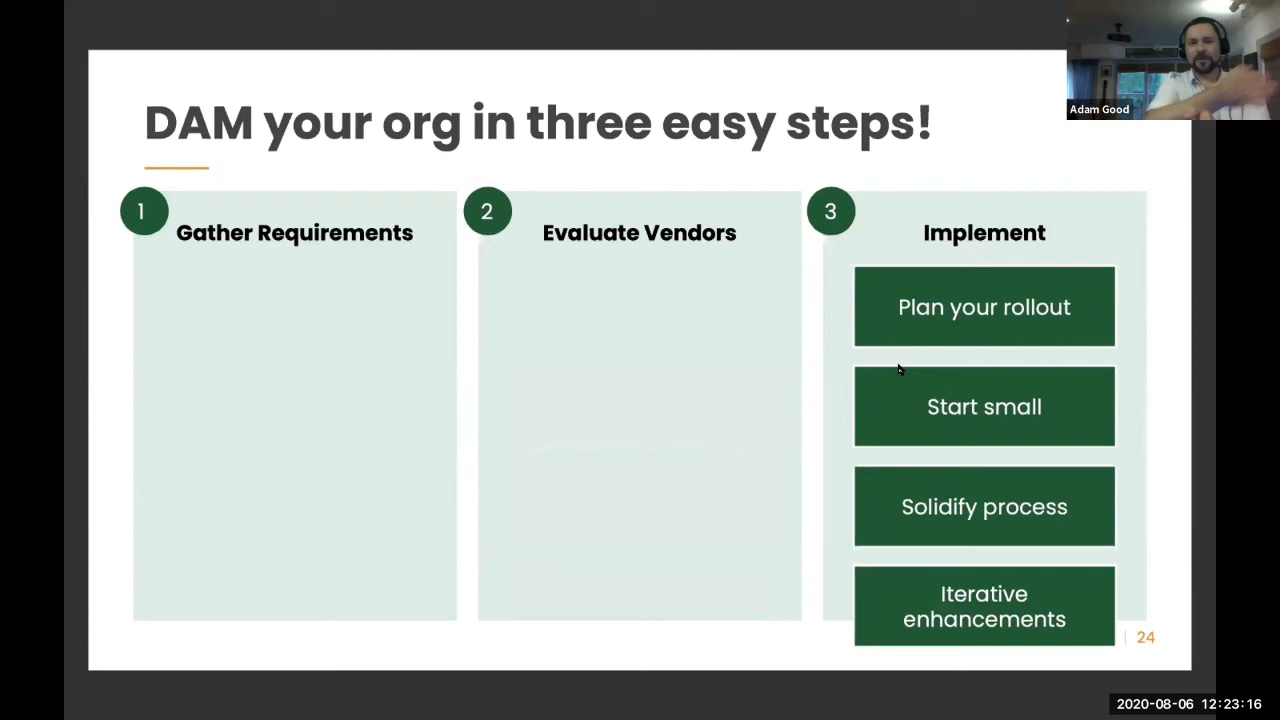 Adam Good
DAM your org in three easy steps!
1
Gather Requirements
2
Evaluate Vendors
3
Implement
Plan your rollout
Start small
Solidify process
Iterative
enhancements
24
2020-08-06 12:23:16